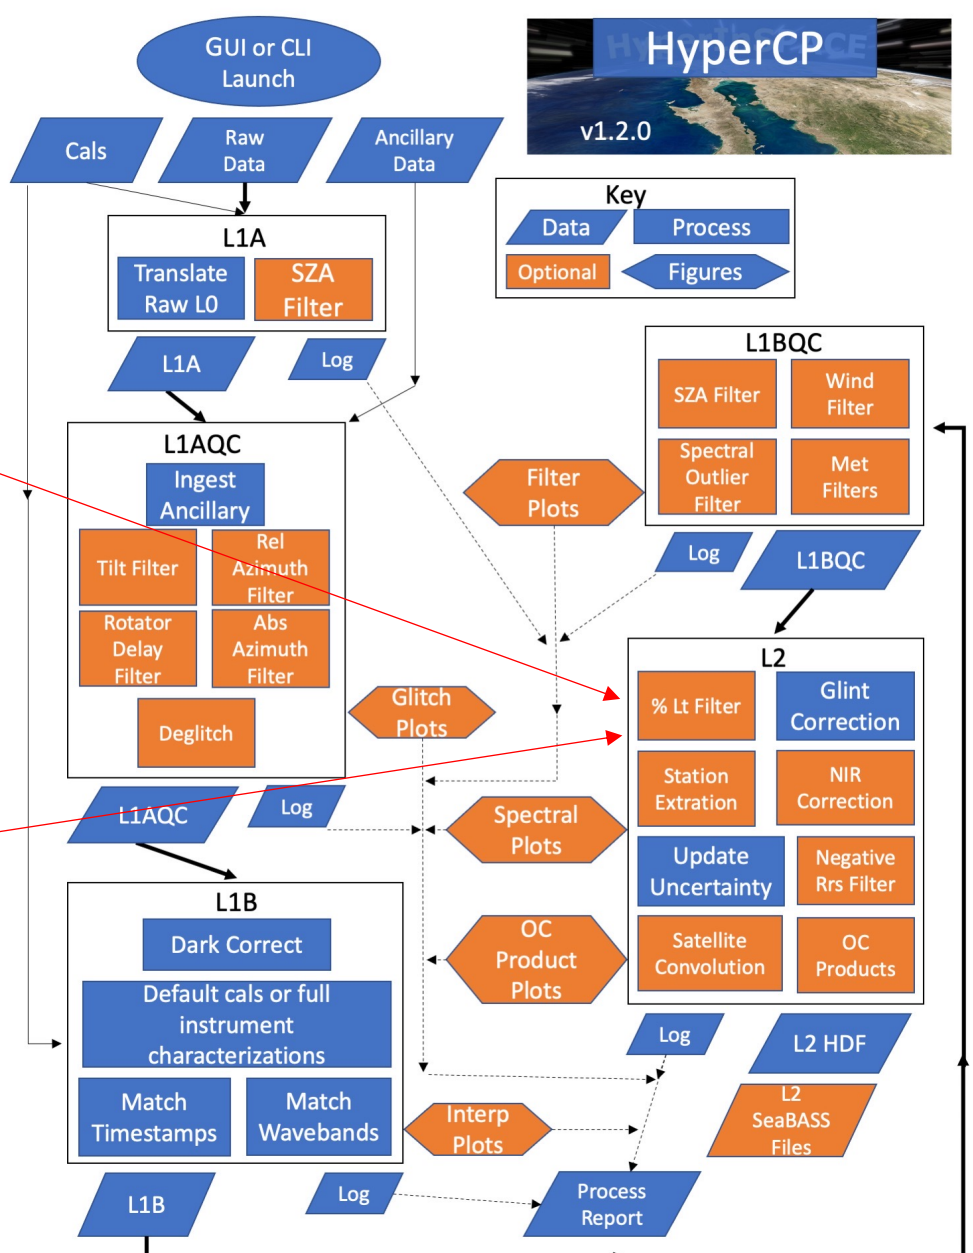 GUI or CLI
Launch
HyperCP
v1.2.0
Cals
Raw
Data
Ancillary
Data
Key
Data
Process
Optional
Figures
L1A
Translate
Raw L0
SZA
Filter
L1A
Log
L1BQC
SZA Filter
Wind
Filter
Spectral
Outlier
Filter
Met
Filters
L1AQC
Ingest
Ancillary
Tilt Filter
Rel
Azimuth
Filter
Rotator
Delay
Filter
Abs
Azimuth
Filter
Deglitch
Filter
Plots
Log
L1BQC
Glitch
Plots
L2
% Lt Filter
Glint
Correction
Station
Extration
NIR
Correction
Update
Uncertainty
Negative
Rrs Filter
Satellite
Convolution
OC
Products
L1AQC
Log
Spectral
Plots
OC
Product
Plots
L1B
Dark Correct
Default cals or full
instrument
characterizations
Match
Timestamps
Match
Wavebands
Log
L2 HDF
L2
SeaBASS
Files
Interp
Plots
L1B
Log
Process
Report